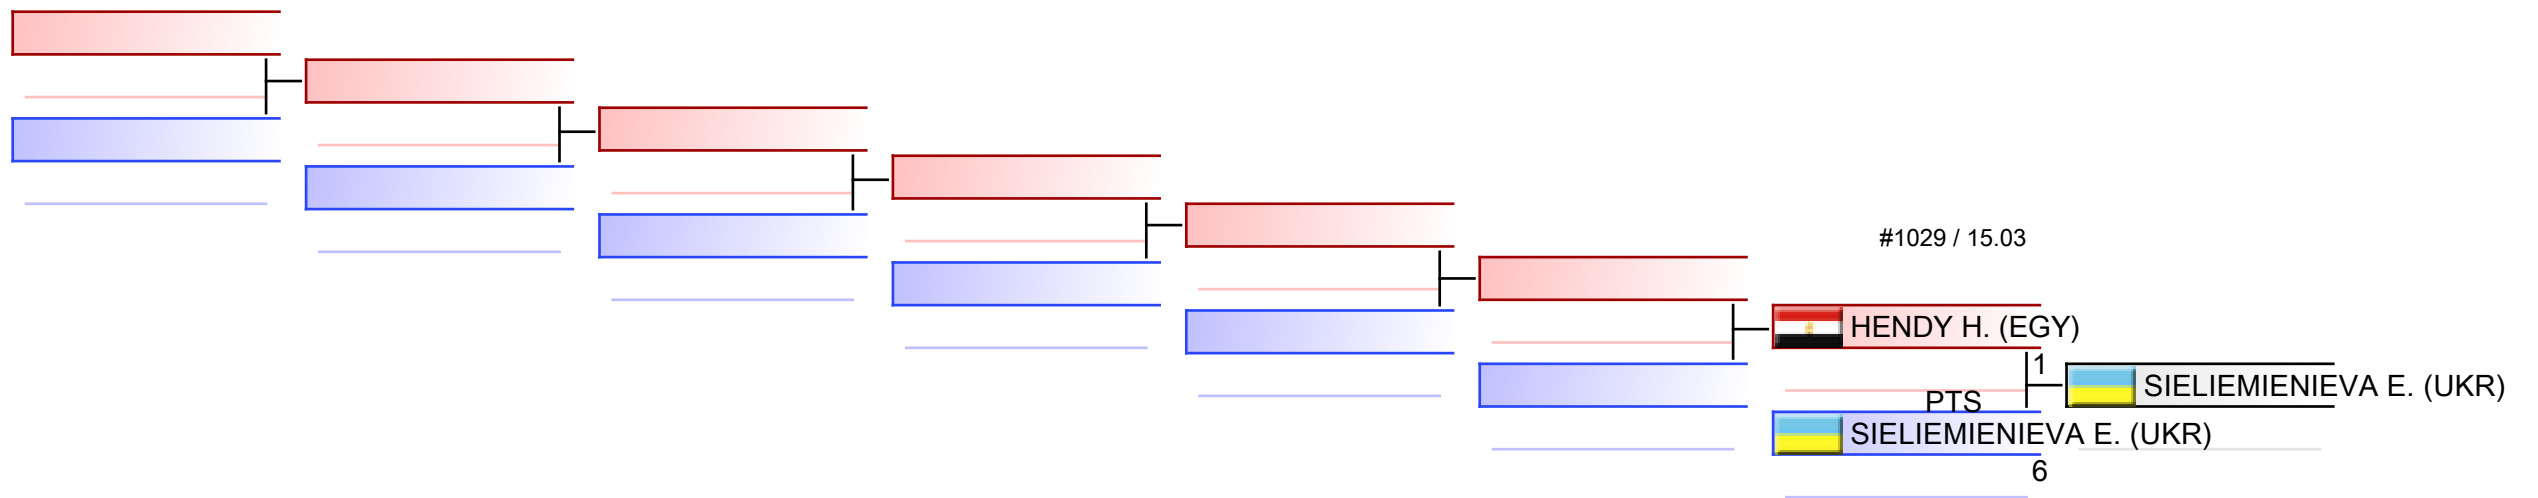 #1029 / 15.03
HENDY H. (EGY)
1
SIELIEMIENIEVA E. (UKR)
PTS
SIELIEMIENIEVA E. (UKR)
6